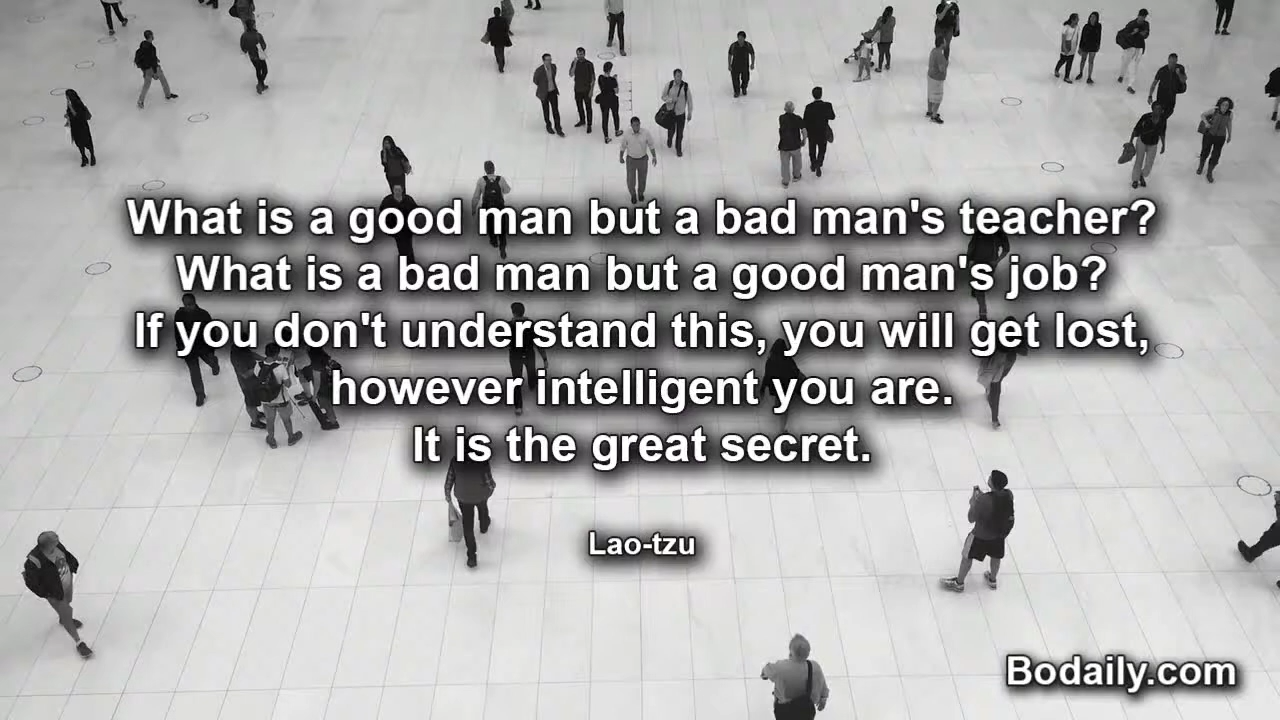 What is a good man but a bad man's teacher?
What is a bad man but a good man's job?
If you don't understand this, you will get lost,
however intelligent you are.
It is the great secret.
Lao-tzu
Bodaily.com